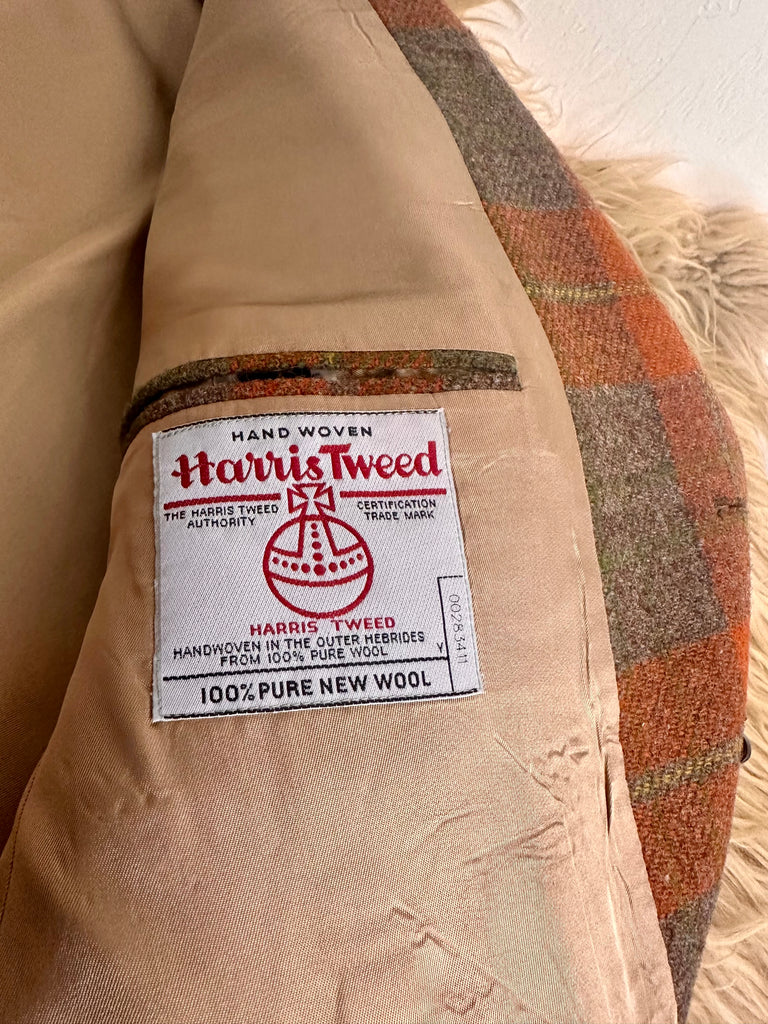 HAND WOVEN
Harris Tweed
THE HARRIS TWEED AUTHORITY
CERTIFICATION TRADE MARK
HARRIS TWEED
HANDWOVEN IN THE OUTER HEBRIDES
FROM 100% PURE WOOL
Y
00283411
100% PURE NEW WOOL